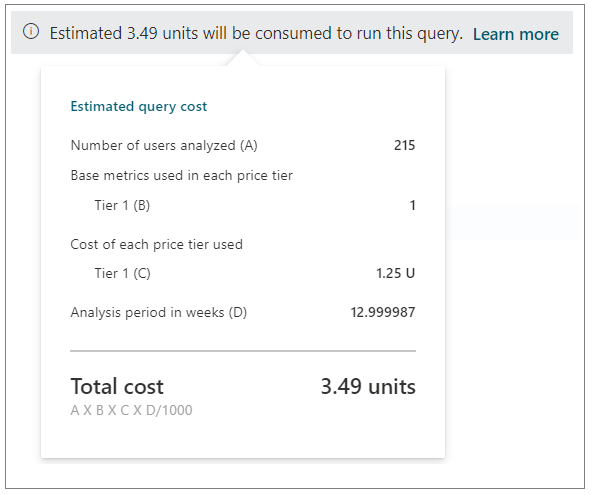 Estimated 3.49 units will be consumed to run this query. Learn more
Estimated query cost
Number of users analyzed (A) 215
Base metrics used in each price tier
Tier 1 (B) 1
Cost of each price tier used
Tier 1 (C) 1.25 U
Analysis period in weeks (D) 12.999987
Total cost 3.49 units
A X B X C X D/1000